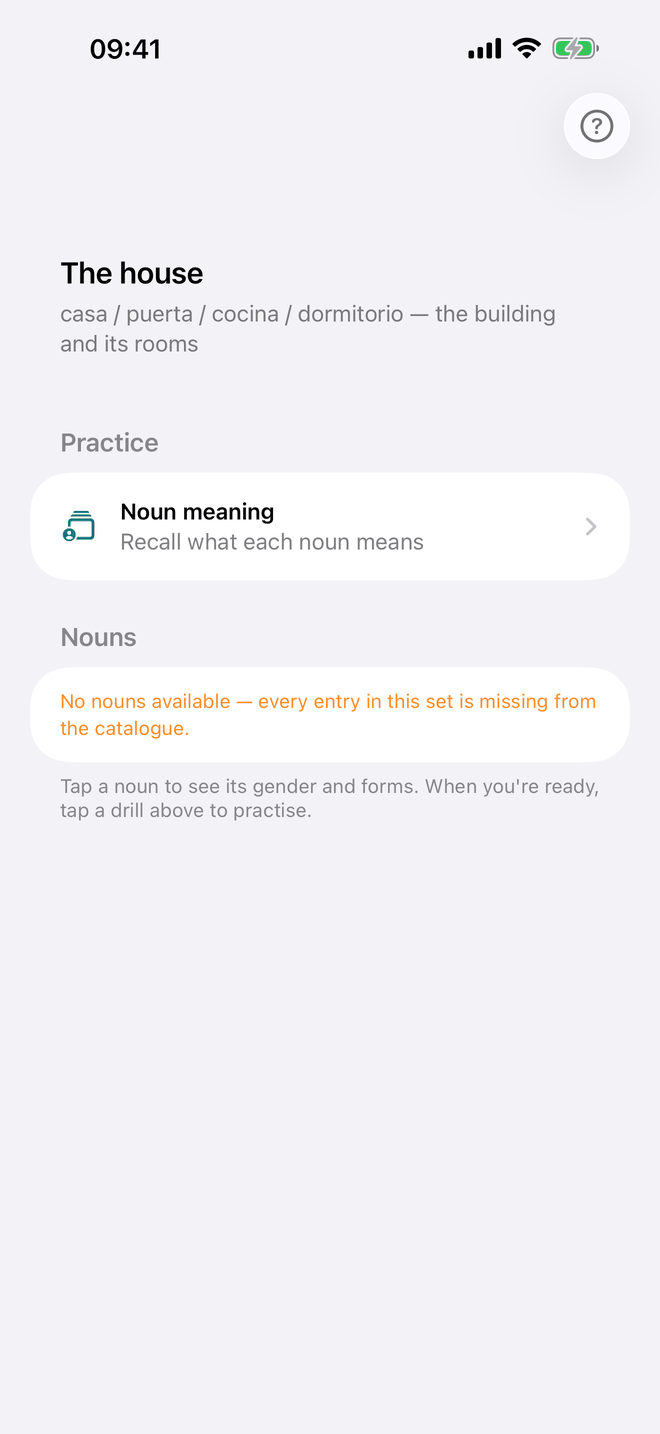 09:41
The house
casa / puerta / cocina / dormitorio — the building
and its rooms
Practice
Noun meaning
Recall what each noun means
Nouns
No nouns available — every entry in this set is missing from
the catalogue.
Tap a noun to see its gender and forms. When you're ready,
tap a drill above to practise.